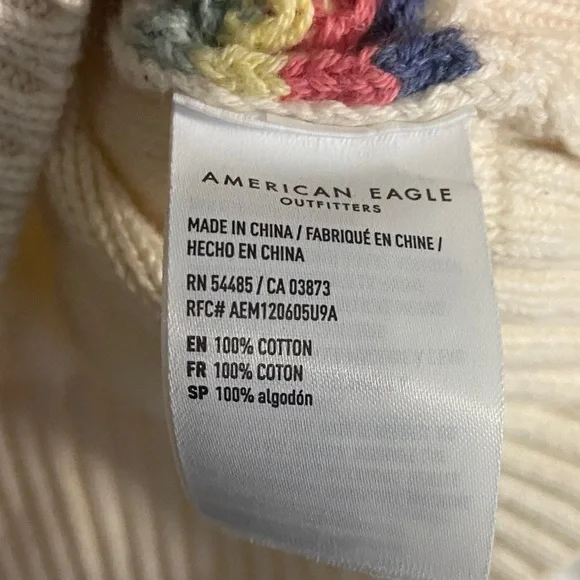 AMERICAN EAGLE
OUTFITTERS
MADE IN CHINA / FABRIQUÉ EN CHINE /
HECHO EN CHINA
RN 54485 / CA 03873
RFC# AEM120605U9A
EN 100% COTTON
FR 100% COTON
SP 100% algodón